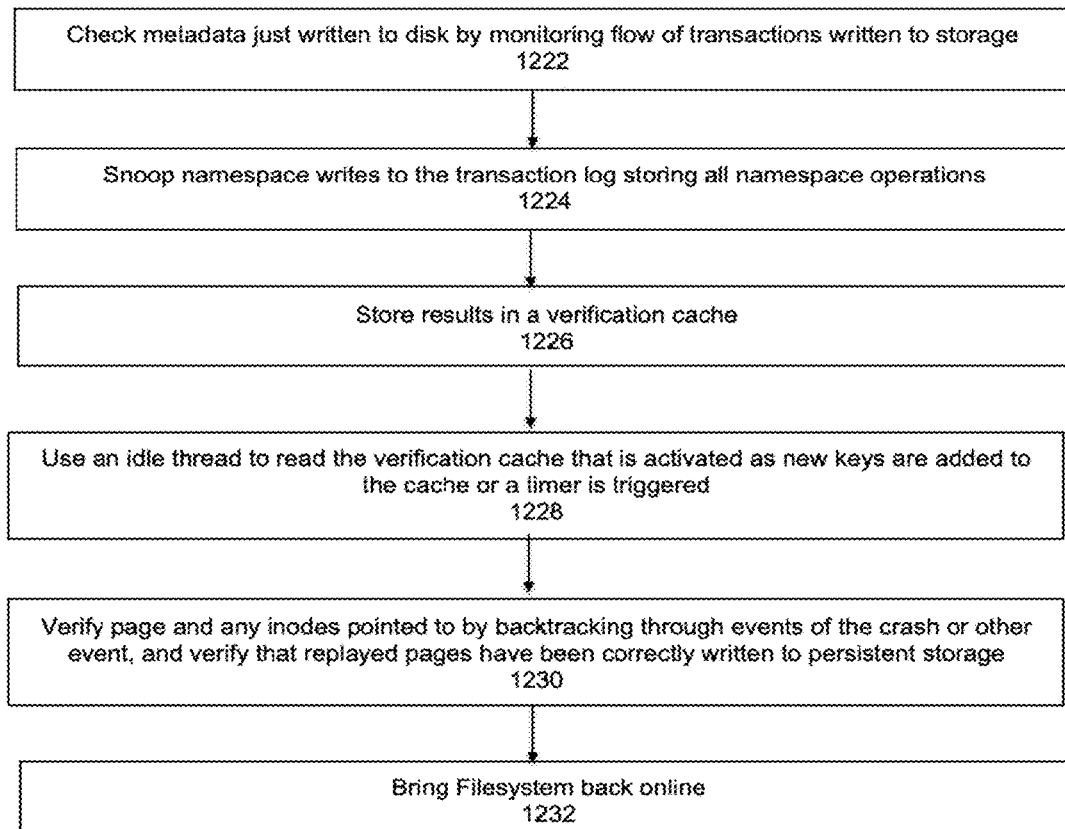 Check metadata just written to disk by monitoring flow of transactions written to storage
1222
Snoop namespace writes to the transaction log storing all namespace operations
1224
Store results in a verification cache
1226
Use an idle thread to read the verification cache that is activated as new keys are added to
the cache or a timer is triggered
1228
Verify page and any inodes pointed to by backtracking through events of the crash or other
event, and verify that replayed pages have been correctly written to persistent storage
1230
Bring Filesystem back online
1232